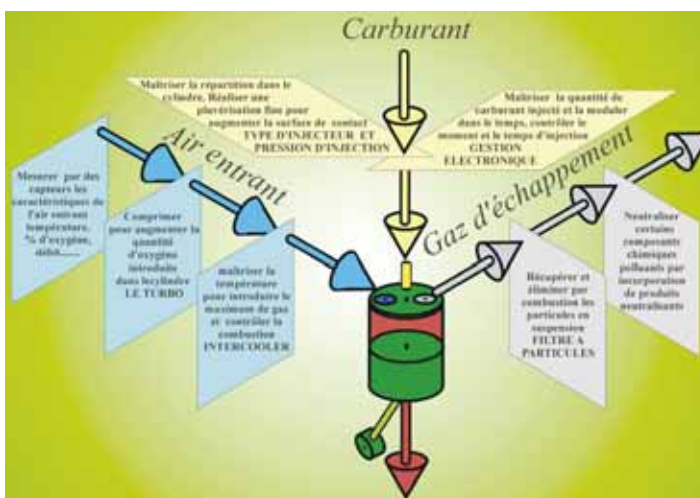 Carburant
Maîtriser la répartition dans le
cylindre. Réaliser une
pluvérisation fine pour
augmenter la surface de contact
TYPE D'INJECTEUR ET
PRESSION D'INJECTION
Maîtriser la quantité de
carburant injecté et la moduler
dans le temps, contrôler le
moment et le temps d'injection
GESTION
ELECTRONIQUE
Air entrant
Gaz d'échappement
Mesurer par des
capteurs les
caractéristiques de
l'air entrant
température,
% d'oxygène,
débit......
Comprimer
pour augmenter la
quantité
d'oxygène
introduite
dans lecylindre
LE TURBO
maîtriser la
température
pour introduire le
maximum de gaz
et contrôler la
combustion
INTERCOOLER
Récupérer et
éliminer par
combustion les
particules en
suspension
FILTRE A
PARTICULES
Neutraliser
certains
composants
chimiques
polluants par
incorporation
de produits
neutralisants